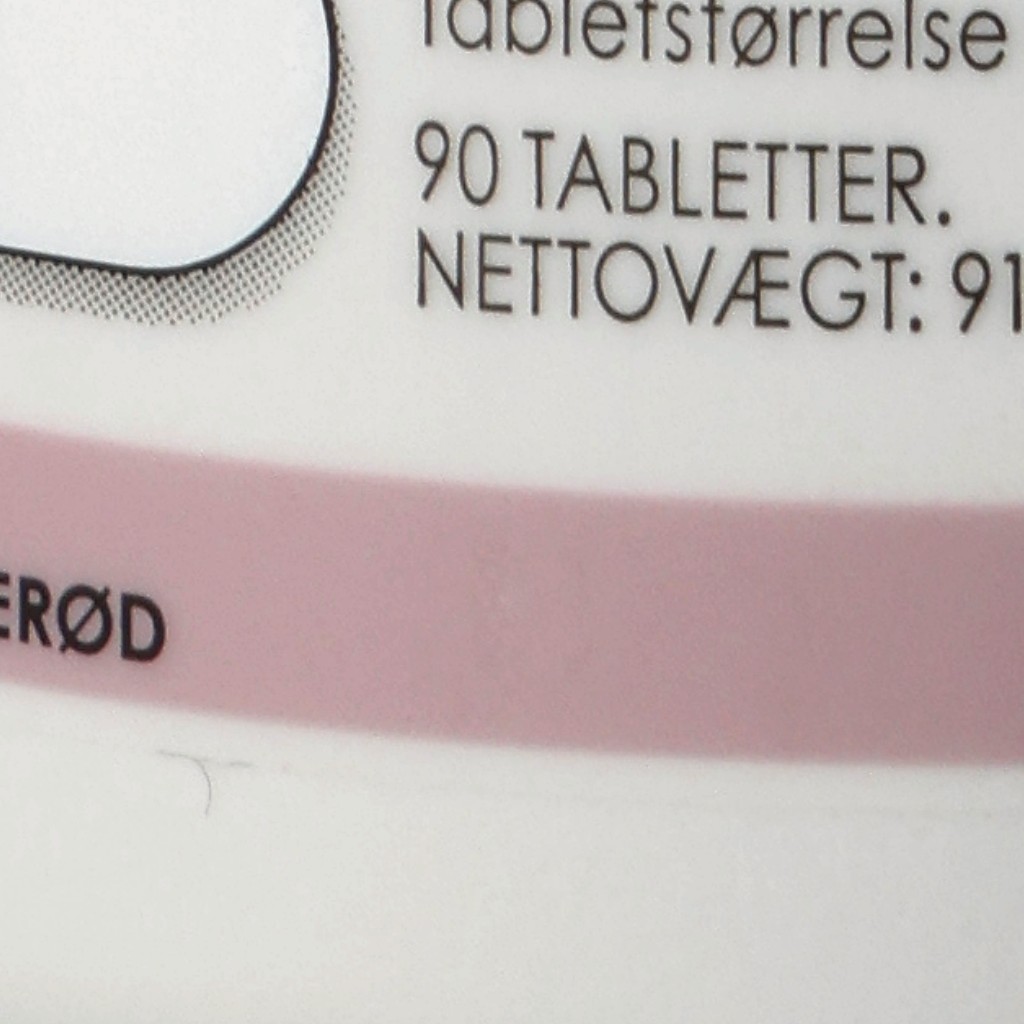 Tabletstørrelse
90 TABLETTER.
NETTOVÆGT: 91
ERØD